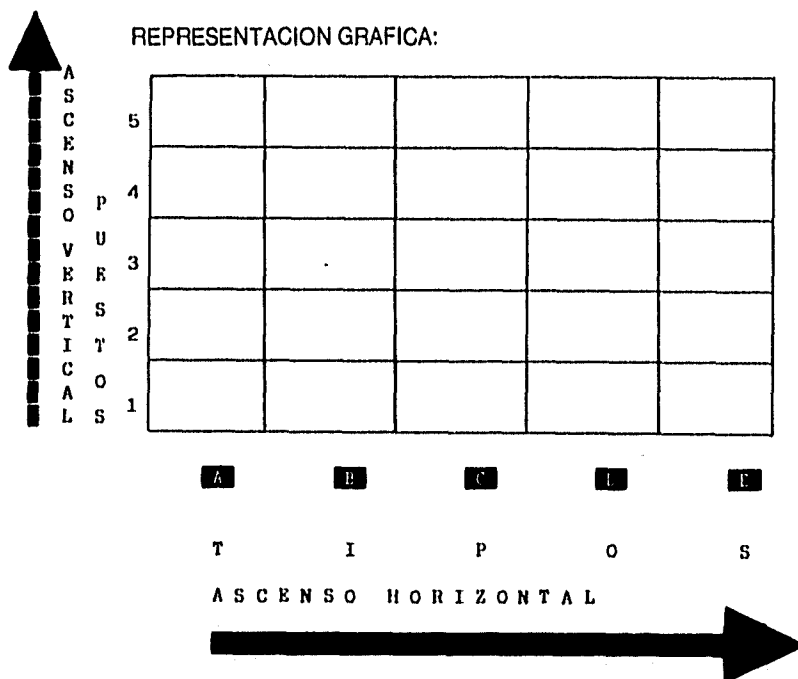 REPRESENTACION GRAFICA:
ASCENSO VERTICAL
PUESTOS
5
4
3
2
1
A B C
T I P O S
ASCENSO HORIZONTAL